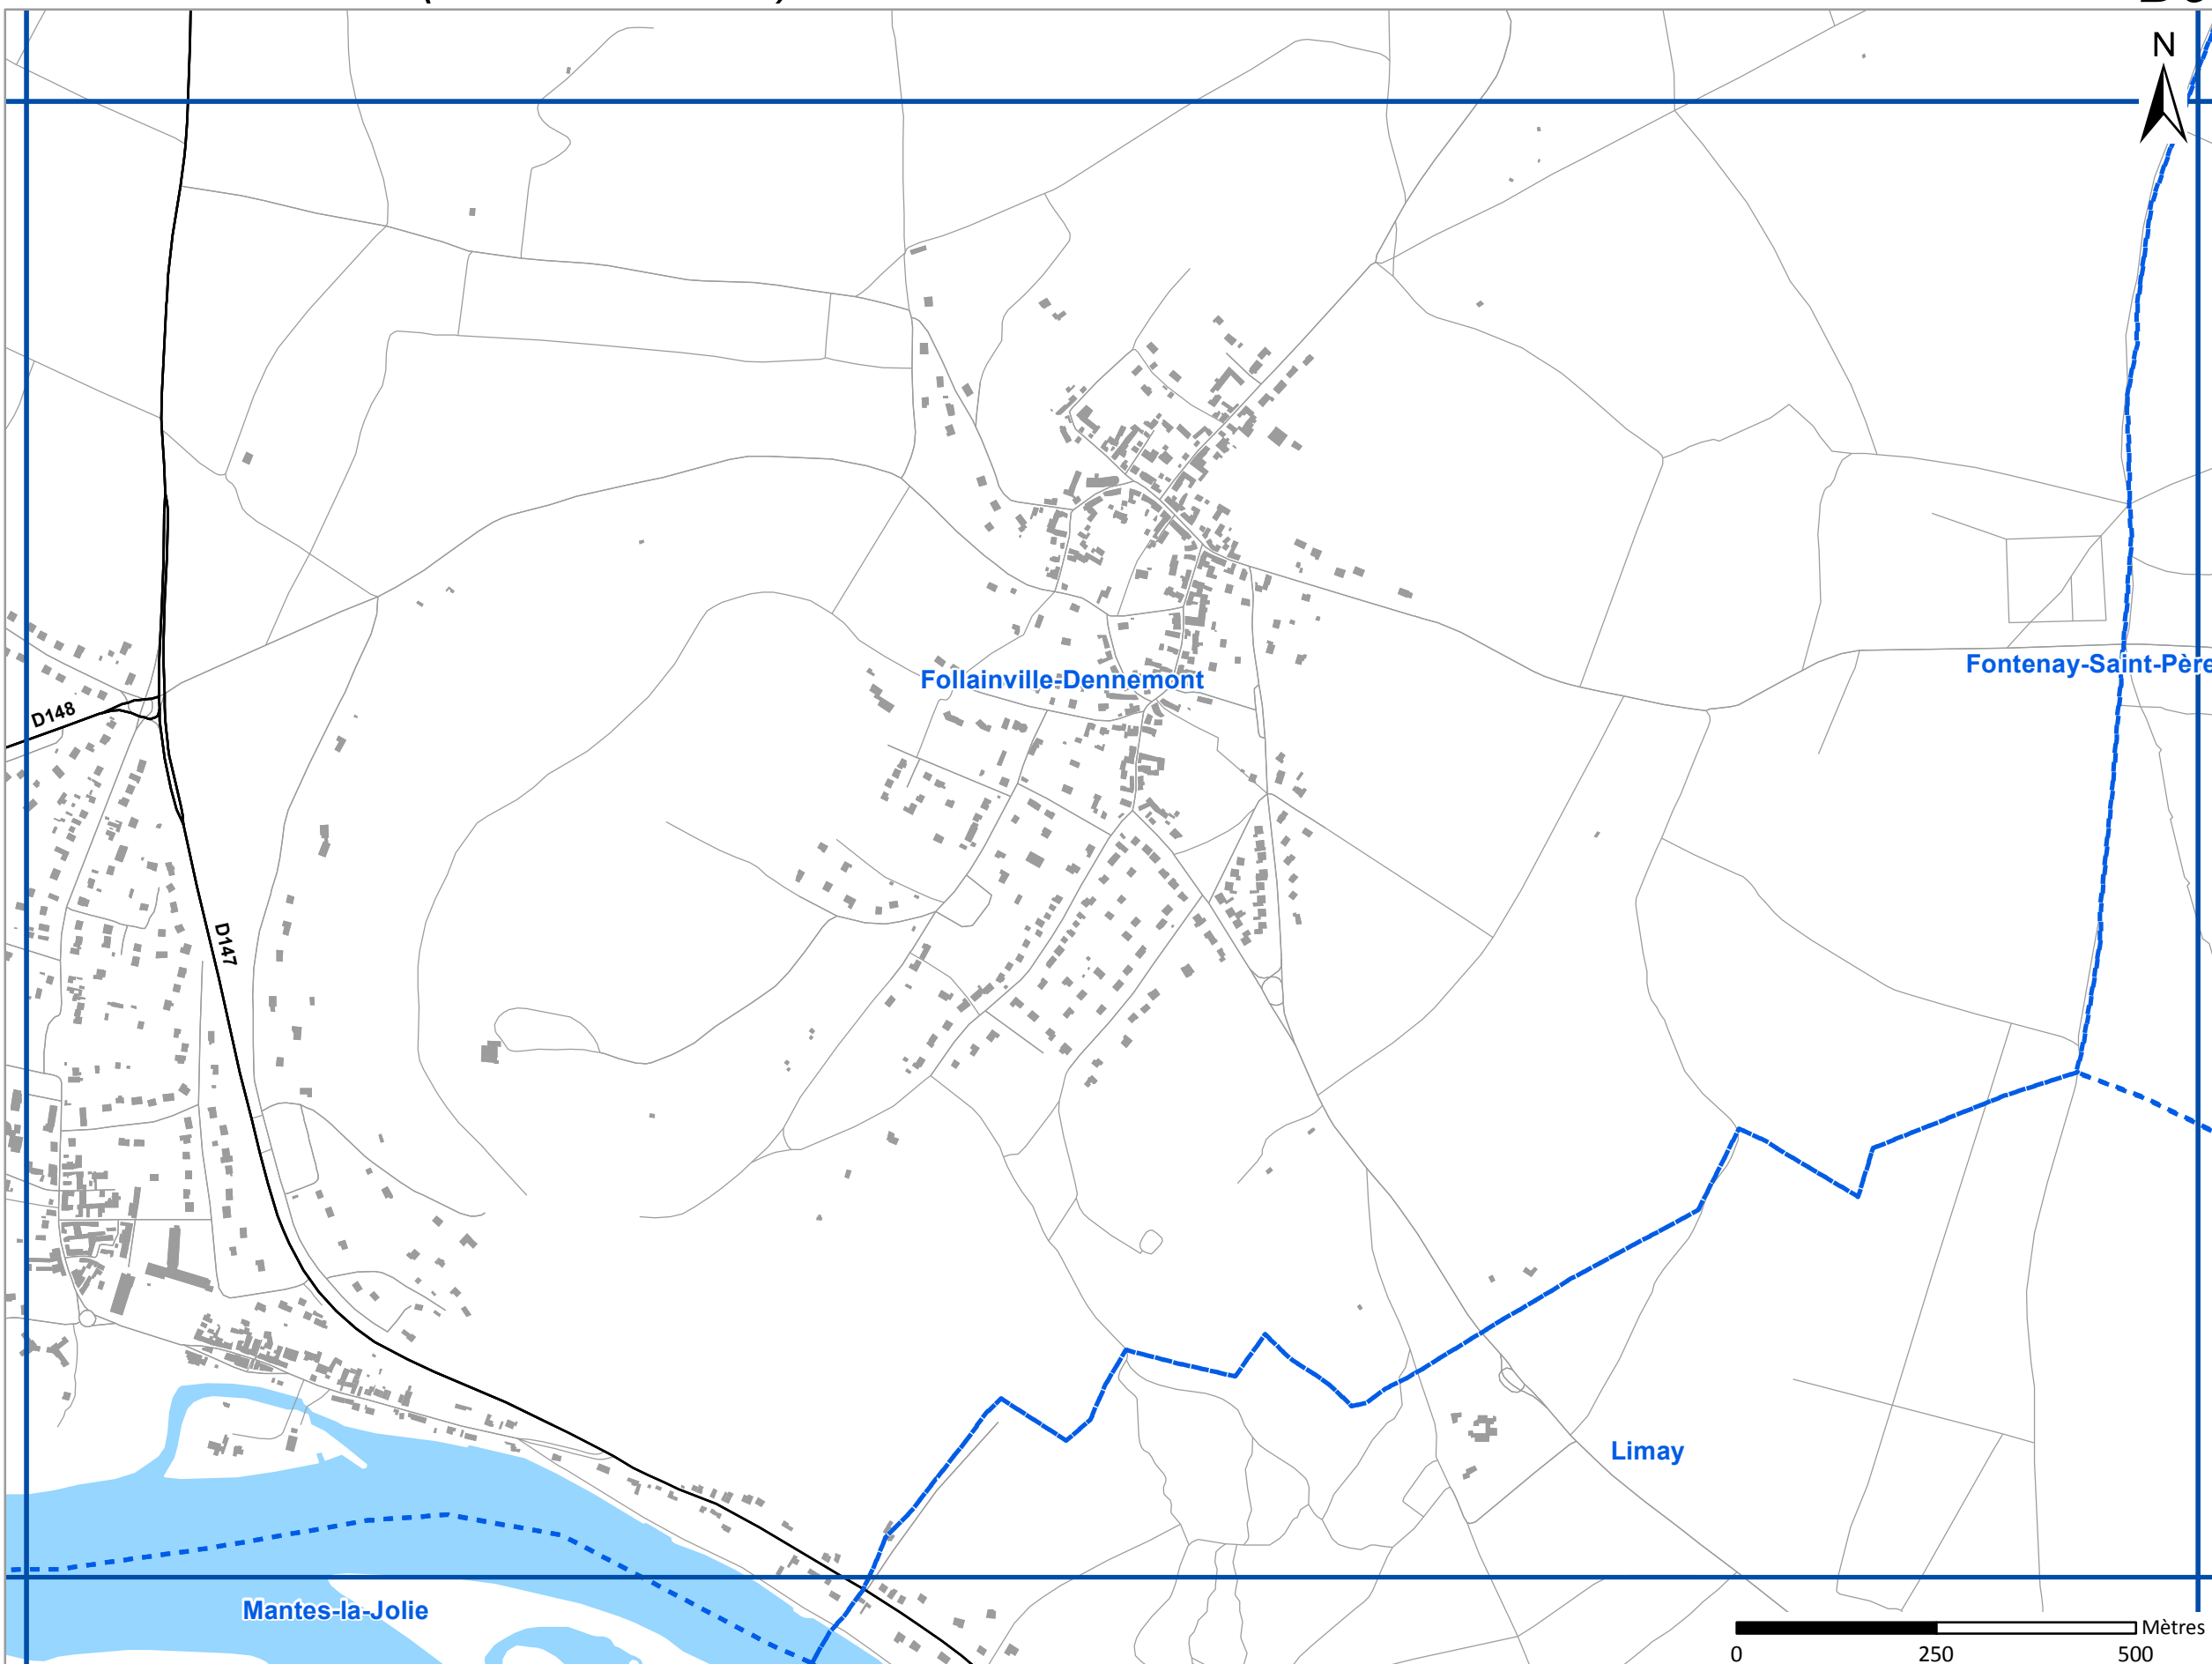 N
Follainville-Dennemont
Fontenay-Saint-Père
D148
D147
Limay
Mantes-la-Jolie
Mètres
0 250 500